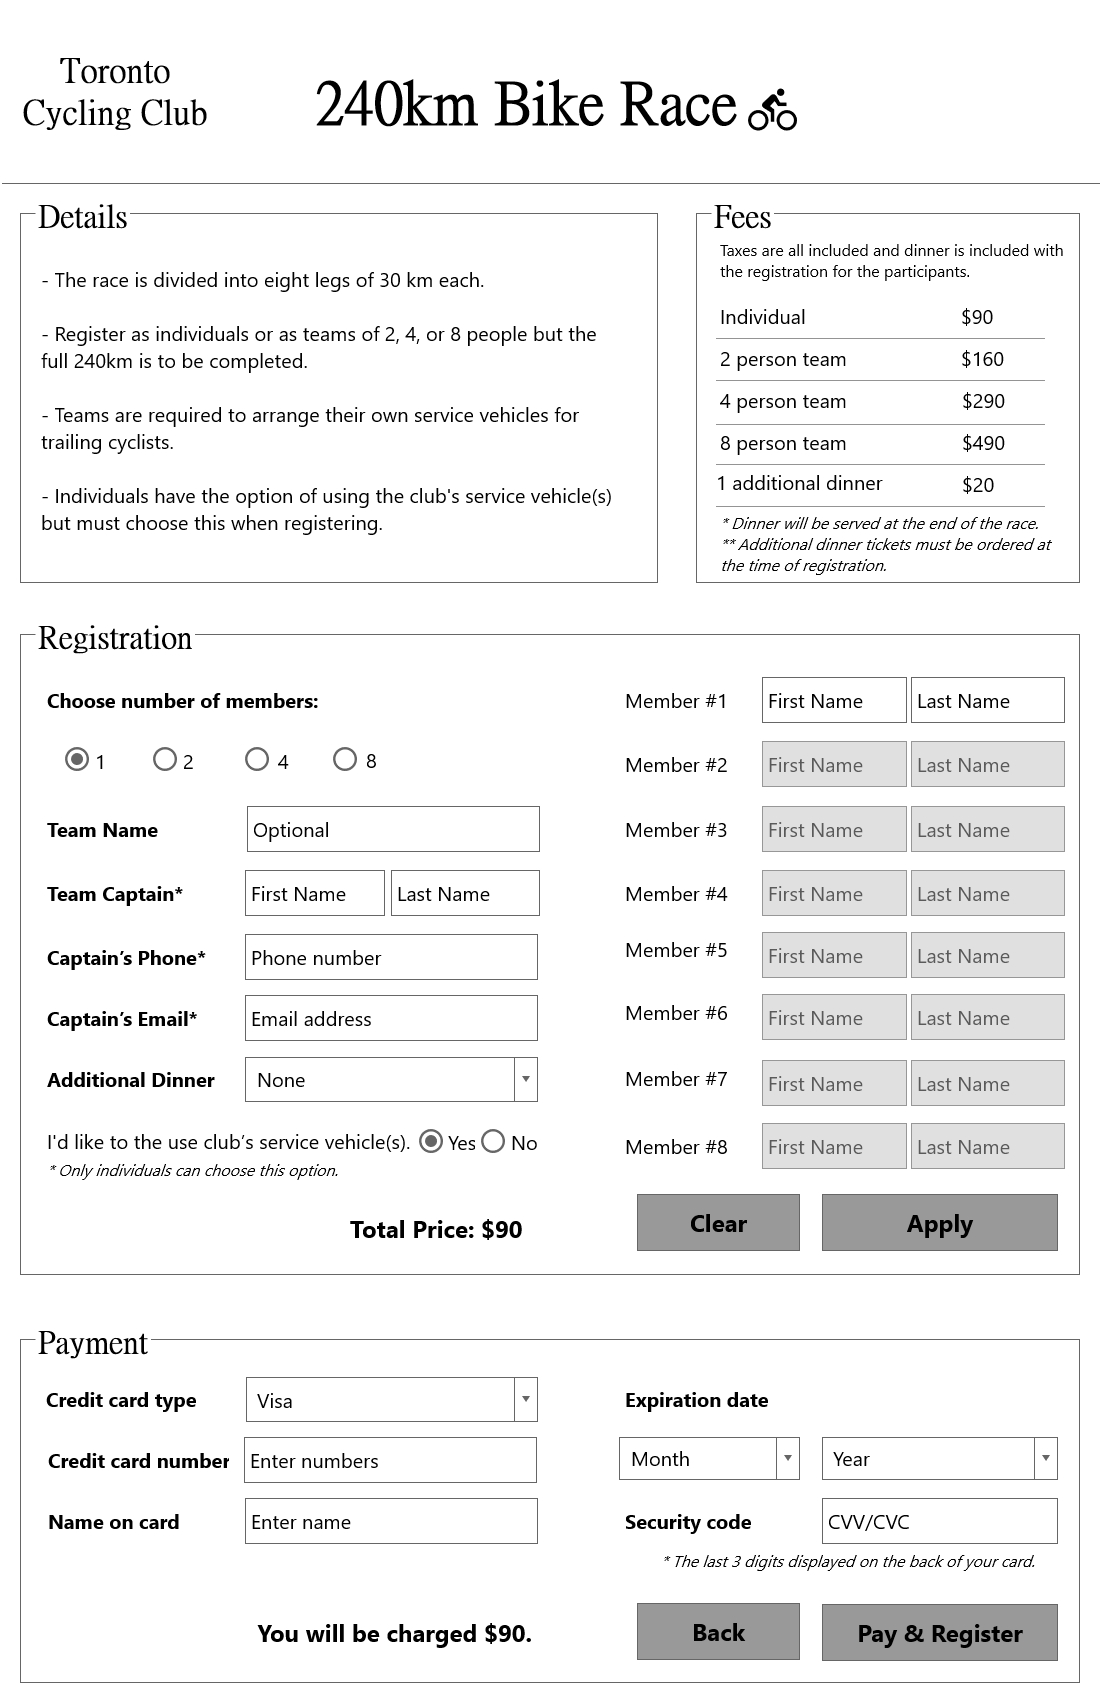 Toronto
Cycling Club
240km Bike Race
Details
- The race is divided into eight legs of 30 km each.
- Register as individuals or as teams of 2, 4, or 8 people but the
full 240km is to be completed.
- Teams are required to arrange their own service vehicles for
trailing cyclists.
- Individuals have the option of using the club's service vehicle(s)
but must choose this when registering.
Fees
Taxes are all included and dinner is included with
the registration for the participants.
Individual $90
2 person team $160
4 person team $290
8 person team $490
1 additional dinner $20
* Dinner will be served at the end of the race.
** Additional dinner tickets must be ordered at
the time of registration.
Registration
Choose number of members:
1 2 4 8
Team Name Optional
Team Captain* First Name Last Name
Captain's Phone* Phone number
Captain's Email* Email address
Additional Dinner None
I'd like to the use club's service vehicle(s). Yes No
* Only individuals can choose this option.
Total Price: $90
Member #1 First Name Last Name
Member #2 First Name Last Name
Member #3 First Name Last Name
Member #4 First Name Last Name
Member #5 First Name Last Name
Member #6 First Name Last Name
Member #7 First Name Last Name
Member #8 First Name Last Name
Clear Apply
Payment
Credit card type Visa
Credit card number Enter numbers
Name on card Enter name
Expiration date
Month Year
Security code CVV/CVC
* The last 3 digits displayed on the back of your card.
You will be charged $90.
Back Pay & Register